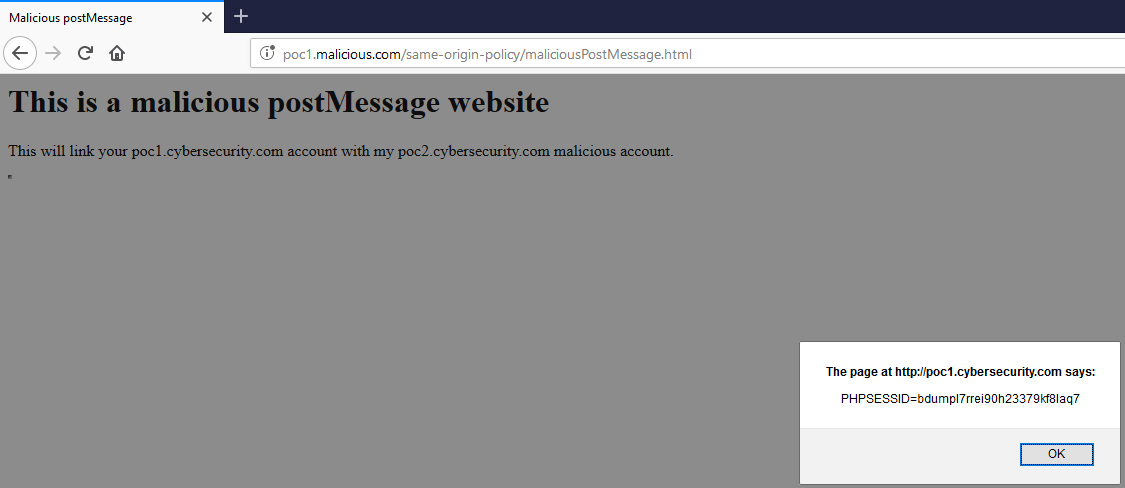 Malicious postMessage
poc1.malicious.com/same-origin-policy/maliciousPostMessage.html
This is a malicious postMessage website
This will link your poc1.cybersecurity.com account with my poc2.cybersecurity.com malicious account.
The page at http://poc1.cybersecurity.com says:
PHPSESSID=bdumpl7rrei90h23379kf8laq7
OK